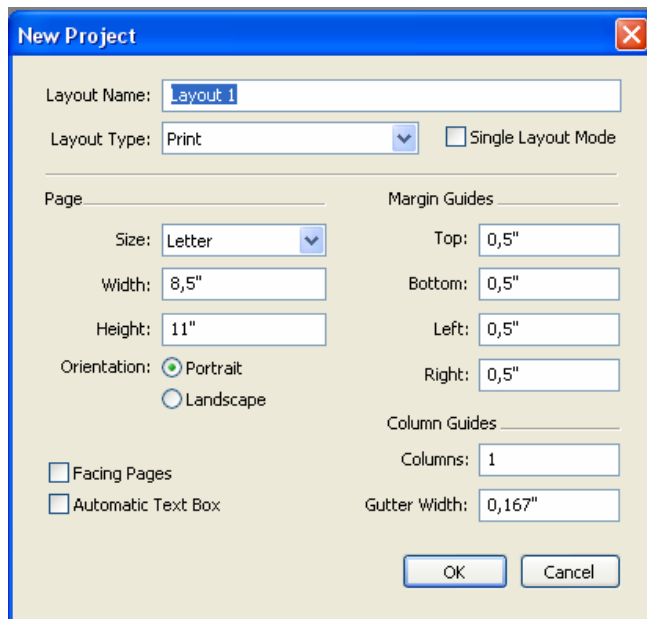 New Project
Layout Name: Layout 1
Layout Type: Print Single Layout Mode
Page
Size: Letter
Width: 8,5"
Height: 11"
Orientation: Portrait
Landscape
Facing Pages
Automatic Text Box
Margin Guides
Top: 0,5"
Bottom: 0,5"
Left: 0,5"
Right: 0,5"
Column Guides
Columns: 1
Gutter Width: 0,167"
OK Cancel